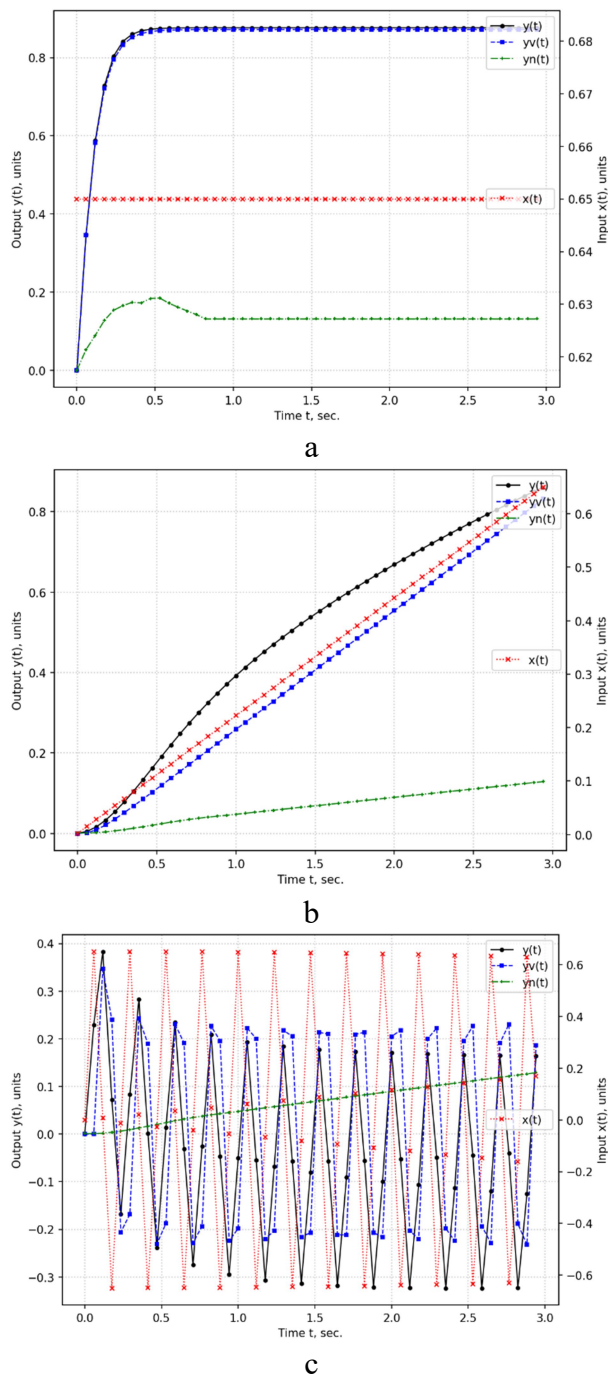 y(t)
yv(t)
yn(t)
x(t)
Output y(t), units
0.8
0.6
0.4
0.2
0.0
Input x(t), units
0.68
0.67
0.66
0.65
0.64
0.63
0.62
0.0 0.5 1.0 1.5 2.0 2.5 3.0
Time t, sec.
a
y(t)
yv(t)
yn(t)
x(t)
Output y(t), units
0.8
0.6
0.4
0.2
0.0
Input x(t), units
0.6
0.5
0.4
0.3
0.2
0.1
0.0
0.0 0.5 1.0 1.5 2.0 2.5 3.0
Time t, sec.
b
y(t)
yv(t)
yn(t)
x(t)
Output y(t), units
0.4
0.3
0.2
0.1
0.0
−0.1
−0.2
−0.3
Input x(t), units
0.6
0.4
0.2
0.0
−0.2
−0.4
−0.6
0.0 0.5 1.0 1.5 2.0 2.5 3.0
Time t, sec.
c